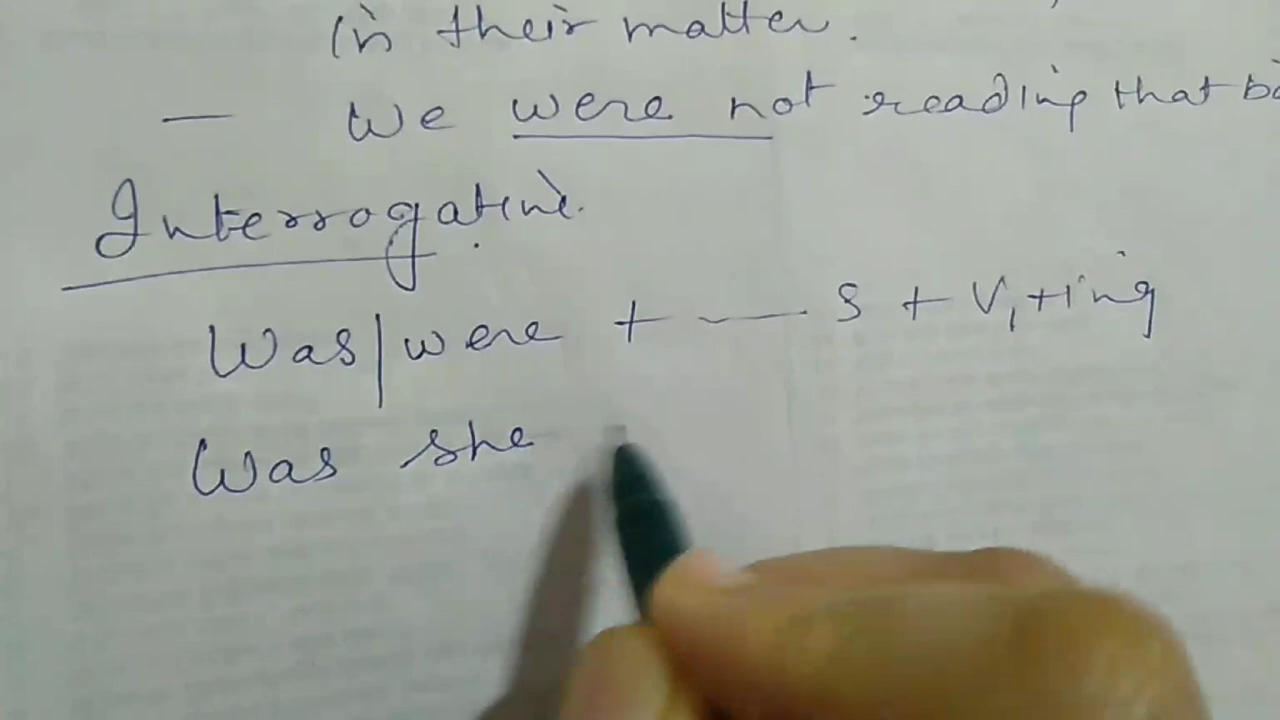 in their matter.
— We were not reading that
Interrogative.
Was|were + — S + V1+ing
Was she